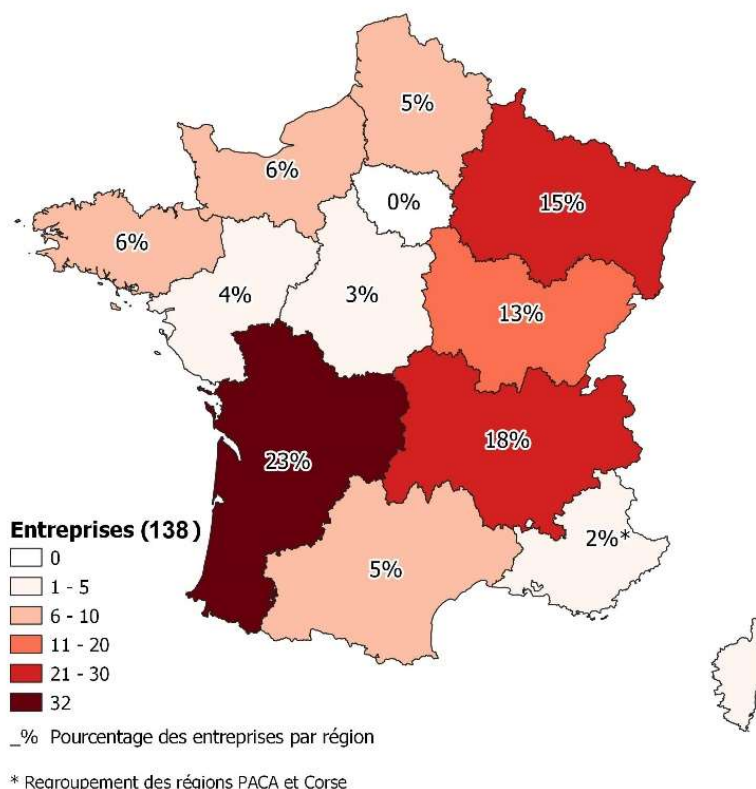 5%
6%
0%
15%
6%
4%
3%
13%
18%
23%
2%*
5%
Entreprises (138)
0
1 - 5
6 - 10
11 - 20
21 - 30
32
_% Pourcentage des entreprises par région
* Regroupement des régions PACA et Corse